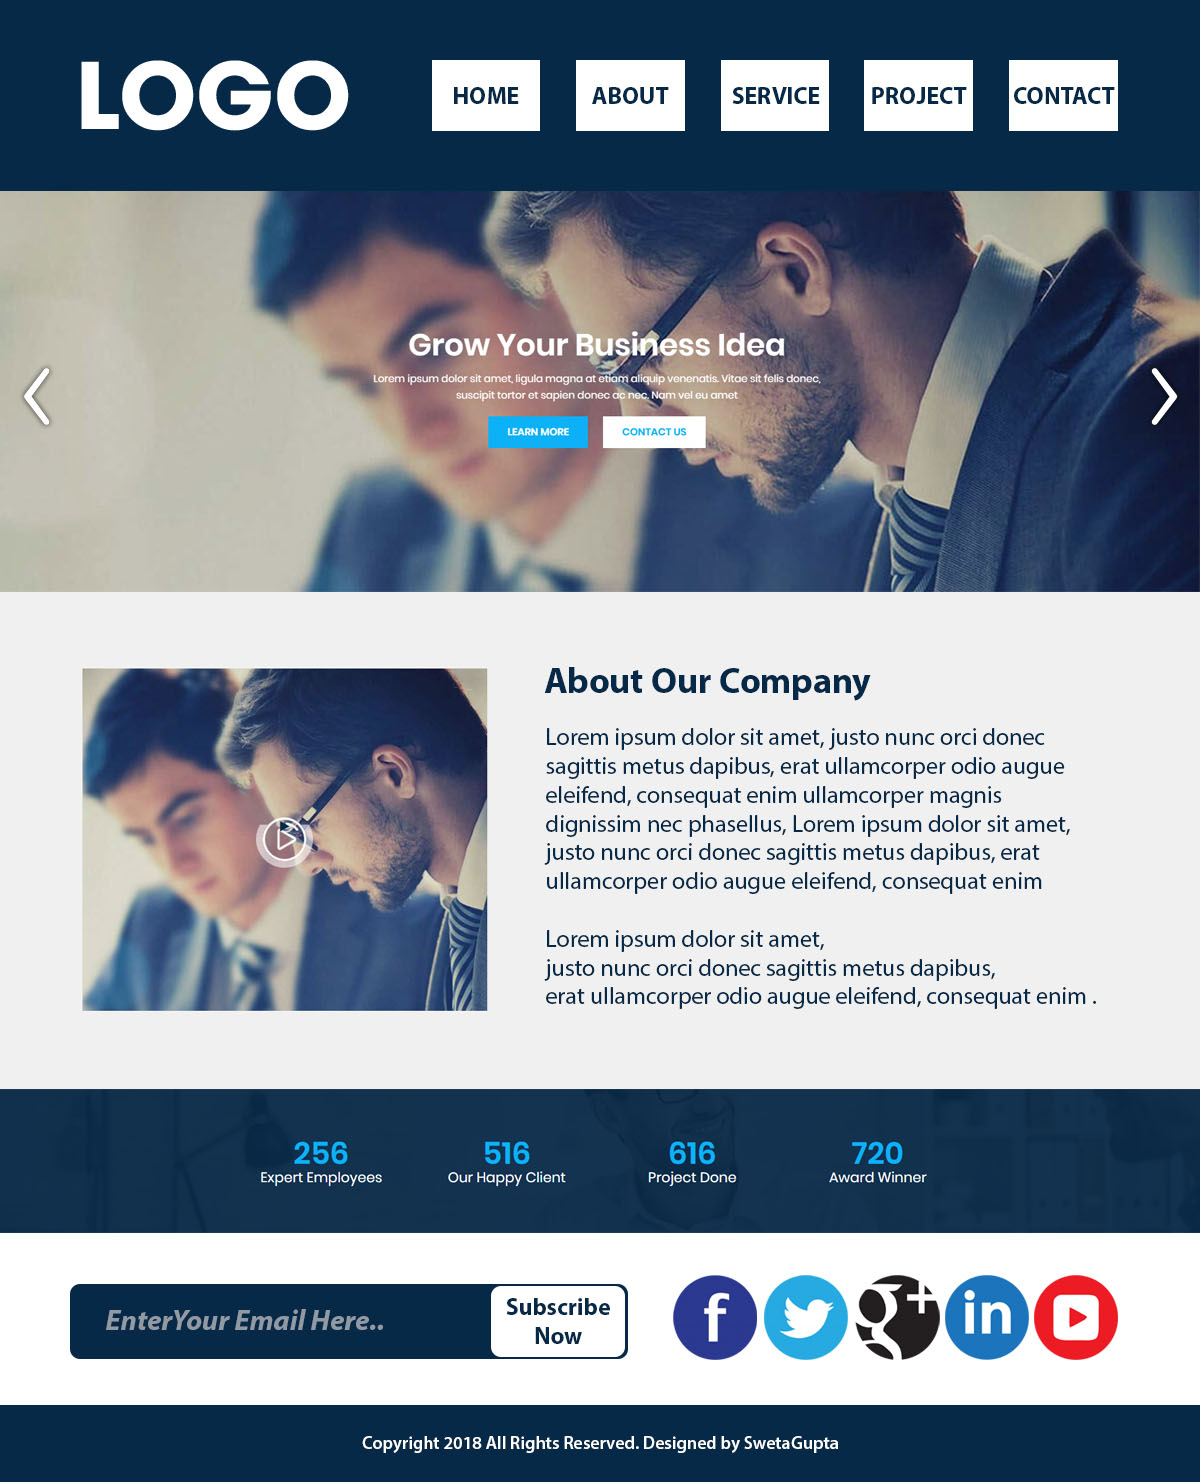 LOGO
HOME
ABOUT
SERVICE
PROJECT
CONTACT
Grow Your Business Idea
Lorem ipsum dolor sit amet, ligula magna at etiam aliquip venenatis. Vitae sit felis donec,
suscipit tortor et sapien donec ac nec. Nam vel eu amet
LEARN MORE
CONTACT US
About Our Company
Lorem ipsum dolor sit amet, justo nunc orci donec
sagittis metus dapibus, erat ullamcorper odio augue
eleifend, consequat enim ullamcorper magnis
dignissim nec phasellus, Lorem ipsum dolor sit amet,
justo nunc orci donec sagittis metus dapibus, erat
ullamcorper odio augue eleifend, consequat enim
Lorem ipsum dolor sit amet,
justo nunc orci donec sagittis metus dapibus,
erat ullamcorper odio augue eleifend, consequat enim .
256
Expert Employees
516
Our Happy Client
616
Project Done
720
Award Winner
EnterYour Email Here..
Subscribe
Now
f
g+
in
Copyright 2018 All Rights Reserved. Designed by SwetaGupta